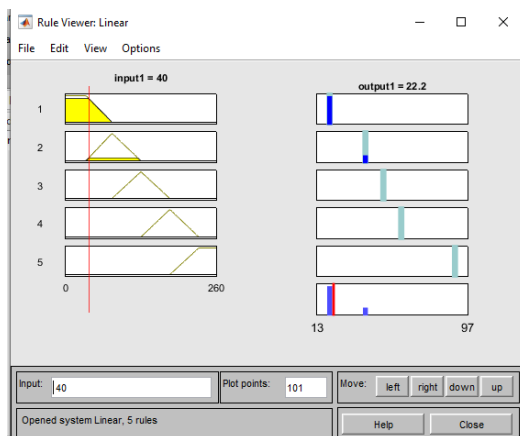 Rule Viewer: Linear
File Edit View Options
input1 = 40
output1 = 22.2
1
2
3
4
5
0 260
13 97
Input: 40 Plot points: 101 Move: left right down up
Opened system Linear, 5 rules Help Close